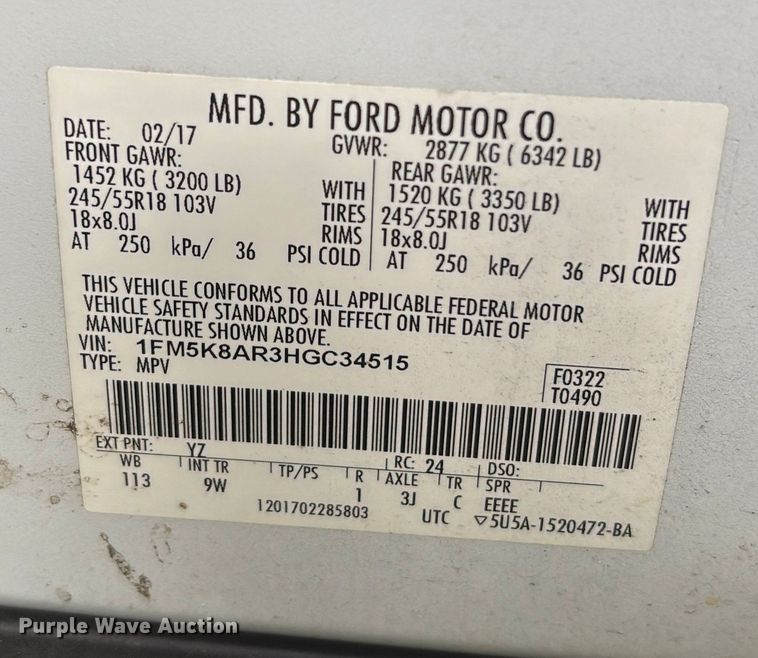 MFD. BY FORD MOTOR CO.
DATE: 02/17 GVWR: 2877 KG ( 6342 LB)
FRONT GAWR: REAR GAWR:
1452 KG ( 3200 LB) WITH 1520 KG ( 3350 LB) WITH
245/55R18 103V TIRES 245/55R18 103V TIRES
18x8.0J RIMS 18x8.0J RIMS
AT 250 kPa/ 36 PSI COLD AT 250 kPa/ 36 PSI COLD
THIS VEHICLE CONFORMS TO ALL APPLICABLE FEDERAL MOTOR
VEHICLE SAFETY STANDARDS IN EFFECT ON THE DATE OF
MANUFACTURE SHOWN ABOVE.
VIN: 1FM5K8AR3HGC34515
TYPE: MPV
F0322
T0490
EXT PNT: YZ RC: 24 DSO:
WB INT TR TP/PS R AXLE TR SPR
113 9W 1 3J C EEEE
1201702285803 UTC ▽5U5A-1520472-BA
Purple Wave Auction